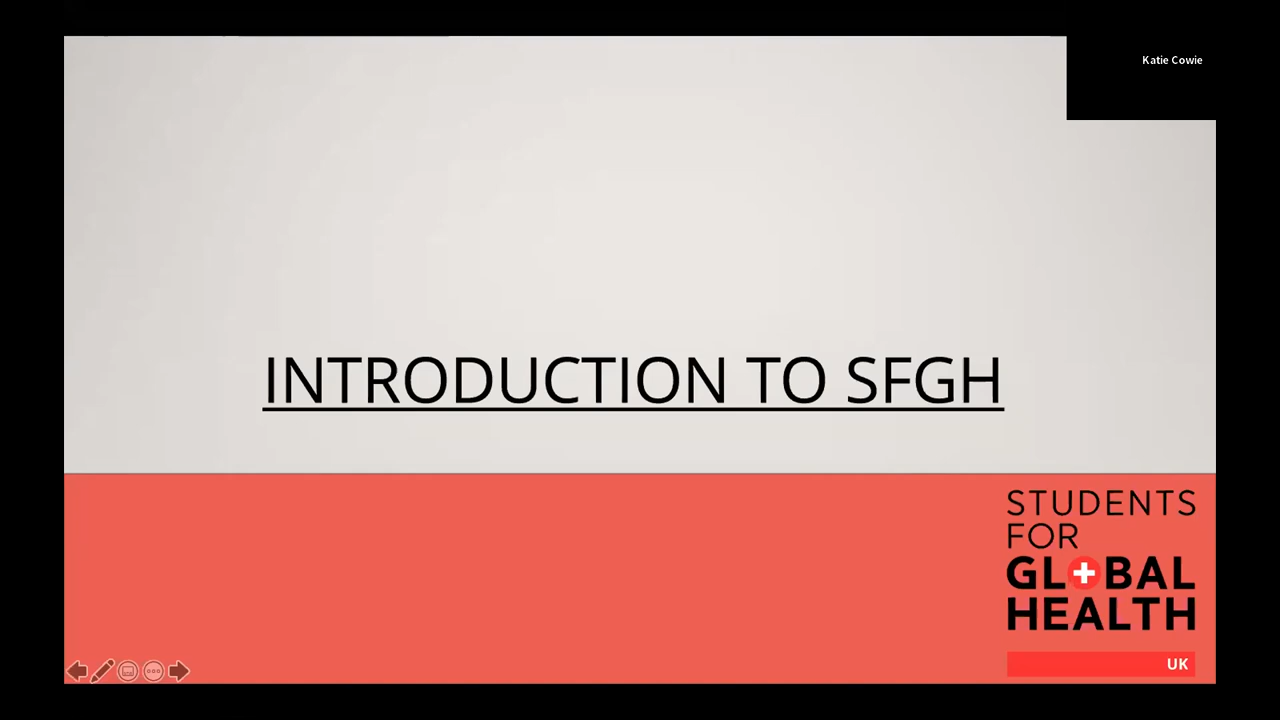 Katie Cowie
INTRODUCTION TO SFGH
STUDENTS
FOR
GLOBAL
HEALTH
UK